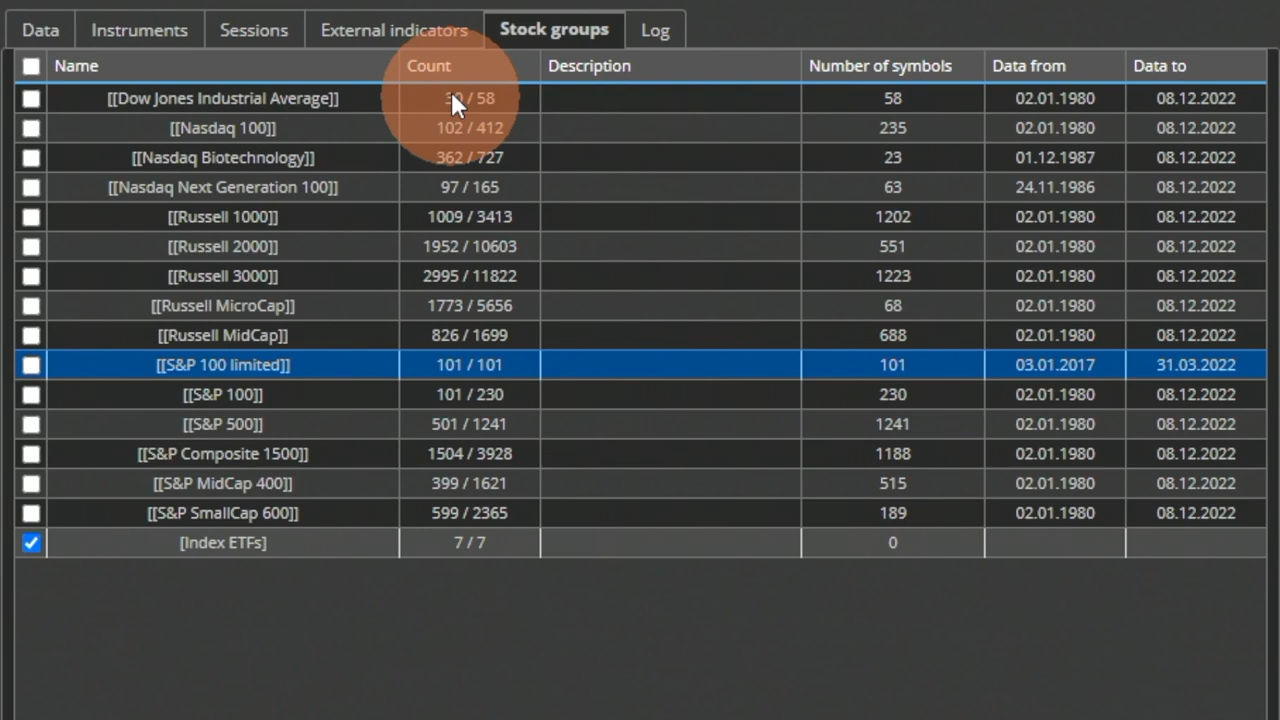 Data Instruments Sessions External indicators Stock groups Log
Name Count Description Number of symbols Data from Data to
[[Dow Jones Industrial Average]] 30 / 58 58 02.01.1980 08.12.2022
[[Nasdaq 100]] 102 / 412 235 02.01.1980 08.12.2022
[[Nasdaq Biotechnology]] 362 / 727 23 01.12.1987 08.12.2022
[[Nasdaq Next Generation 100]] 97 / 165 63 24.11.1986 08.12.2022
[[Russell 1000]] 1009 / 3413 1202 02.01.1980 08.12.2022
[[Russell 2000]] 1952 / 10603 551 02.01.1980 08.12.2022
[[Russell 3000]] 2995 / 11822 1223 02.01.1980 08.12.2022
[[Russell MicroCap]] 1773 / 5656 68 02.01.1980 08.12.2022
[[Russell MidCap]] 826 / 1699 688 02.01.1980 08.12.2022
[[S&P 100 limited]] 101 / 101 101 03.01.2017 31.03.2022
[[S&P 100]] 101 / 230 230 02.01.1980 08.12.2022
[[S&P 500]] 501 / 1241 1241 02.01.1980 08.12.2022
[[S&P Composite 1500]] 1504 / 3928 1188 02.01.1980 08.12.2022
[[S&P MidCap 400]] 399 / 1621 515 02.01.1980 08.12.2022
[[S&P SmallCap 600]] 599 / 2365 189 02.01.1980 08.12.2022
[Index ETFs] 7 / 7 0